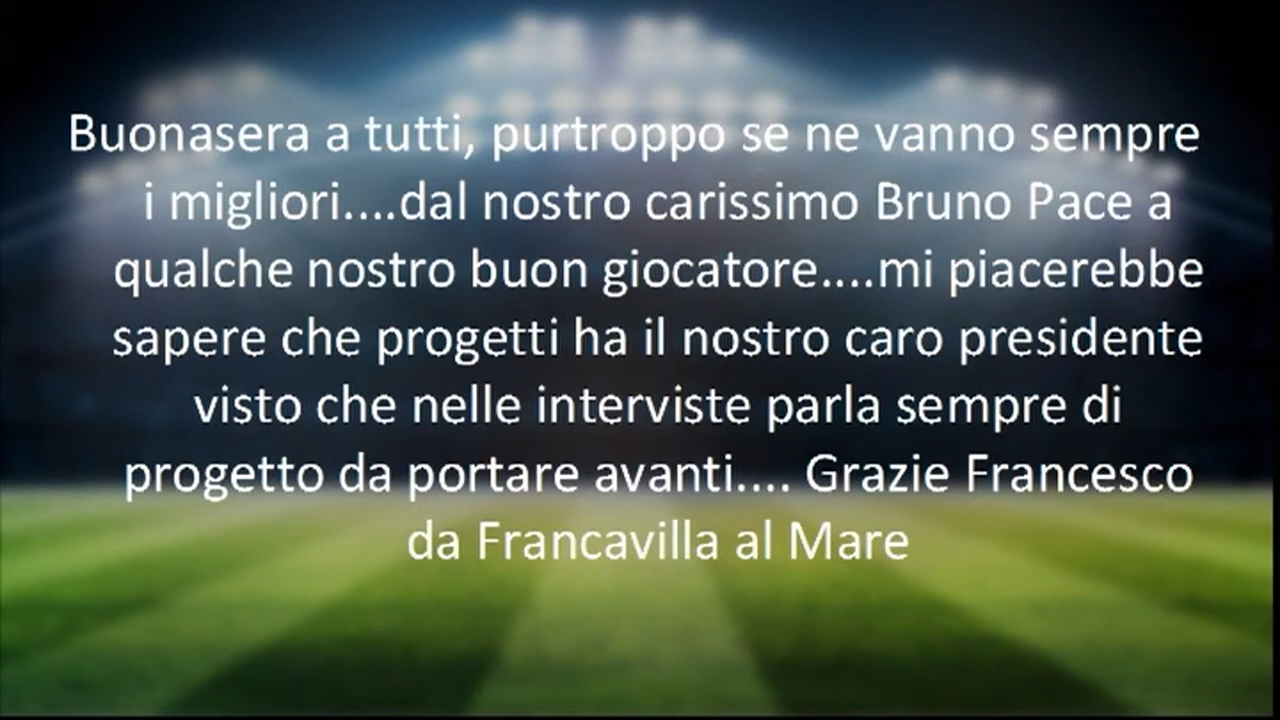 Buonasera a tutti, purtroppo se ne vanno sempre
i migliori....dal nostro carissimo Bruno Pace a
qualche nostro buon giocatore....mi piacerebbe
sapere che progetti ha il nostro caro presidente
visto che nelle interviste parla sempre di
progetto da portare avanti.... Grazie Francesco
da Francavilla al Mare